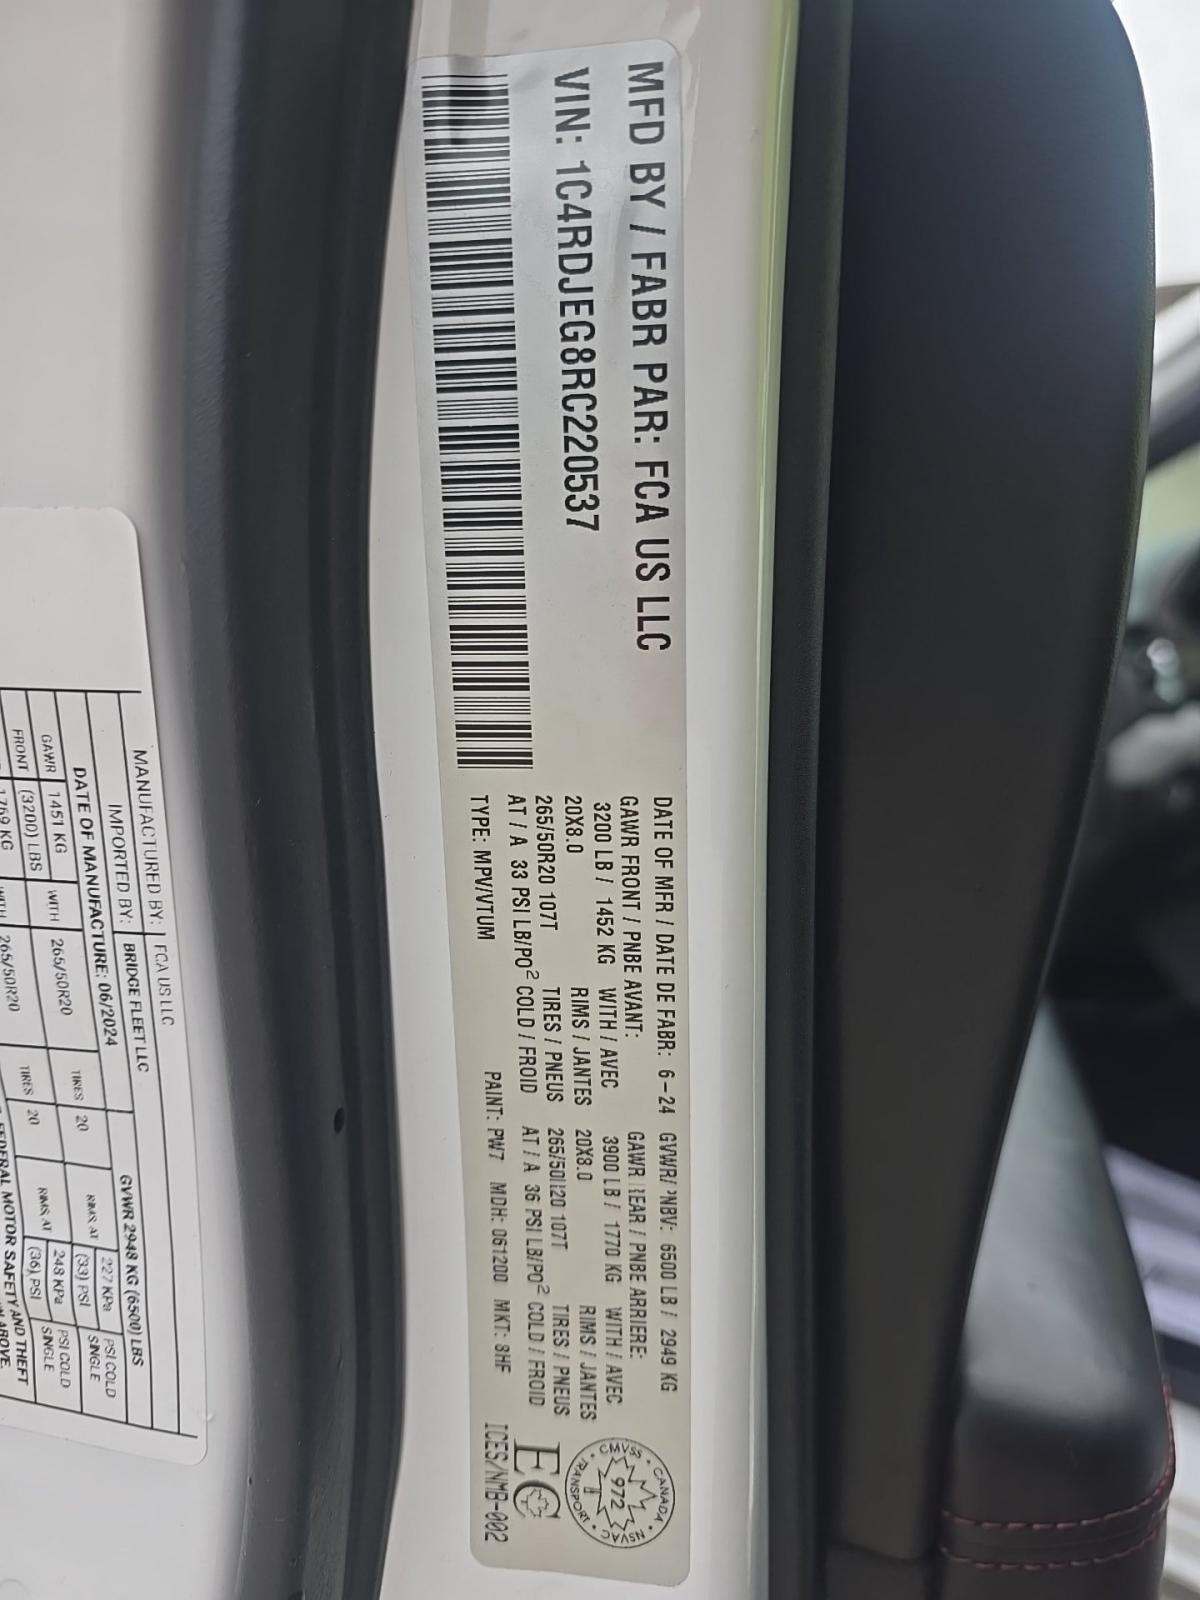 MFD BY / FABR PAR: FCA US LLC
VIN: 1C4RDJEG8RC220537
DATE OF MFR / DATE DE FABR: 6-24 GVWR/PNBV: 6500 LB / 2949 KG
GAWR FRONT / PNBE AVANT: GAWR REAR / PNBE ARRIERE:
3200 LB / 1452 KG WITH / AVEC 3900 LB / 1770 KG WITH / AVEC
20X8.0 RIMS / JANTES 20X8.0 RIMS / JANTES
265/50R20 107T TIRES / PNEUS 265/50R20 107T TIRES / PNEUS
AT / A 33 PSI LB/PO² COLD / FROID AT / A 36 PSI LB/PO² COLD / FROID
TYPE: MPV/VTUM PAINT: PW7 MDH: 061200 MKT: 8HF ICES/NMB-002
CANADA
CMVSS NSVAC
972
T
TRANSPORT
EC
MANUFACTURED BY: FCA US LLC
IMPORTED BY: BRIDGE FLEET LLC
DATE OF MANUFACTURE: 06/2024 GVWR 2948 KG (6500) LBS
GAWR 1451 KG WITH 265/50R20 TIRES 20 RIMS AT 227 KPa PSI COLD
FRONT (3200) LBS (33) PSI SINGLE
1769 KG WITH 265/50R20 TIRES 20 RIMS AT 248 KPa PSI COLD
(36) PSI SINGLE
FEDERAL MOTOR SAFETY AND THEFT
ABOVE.